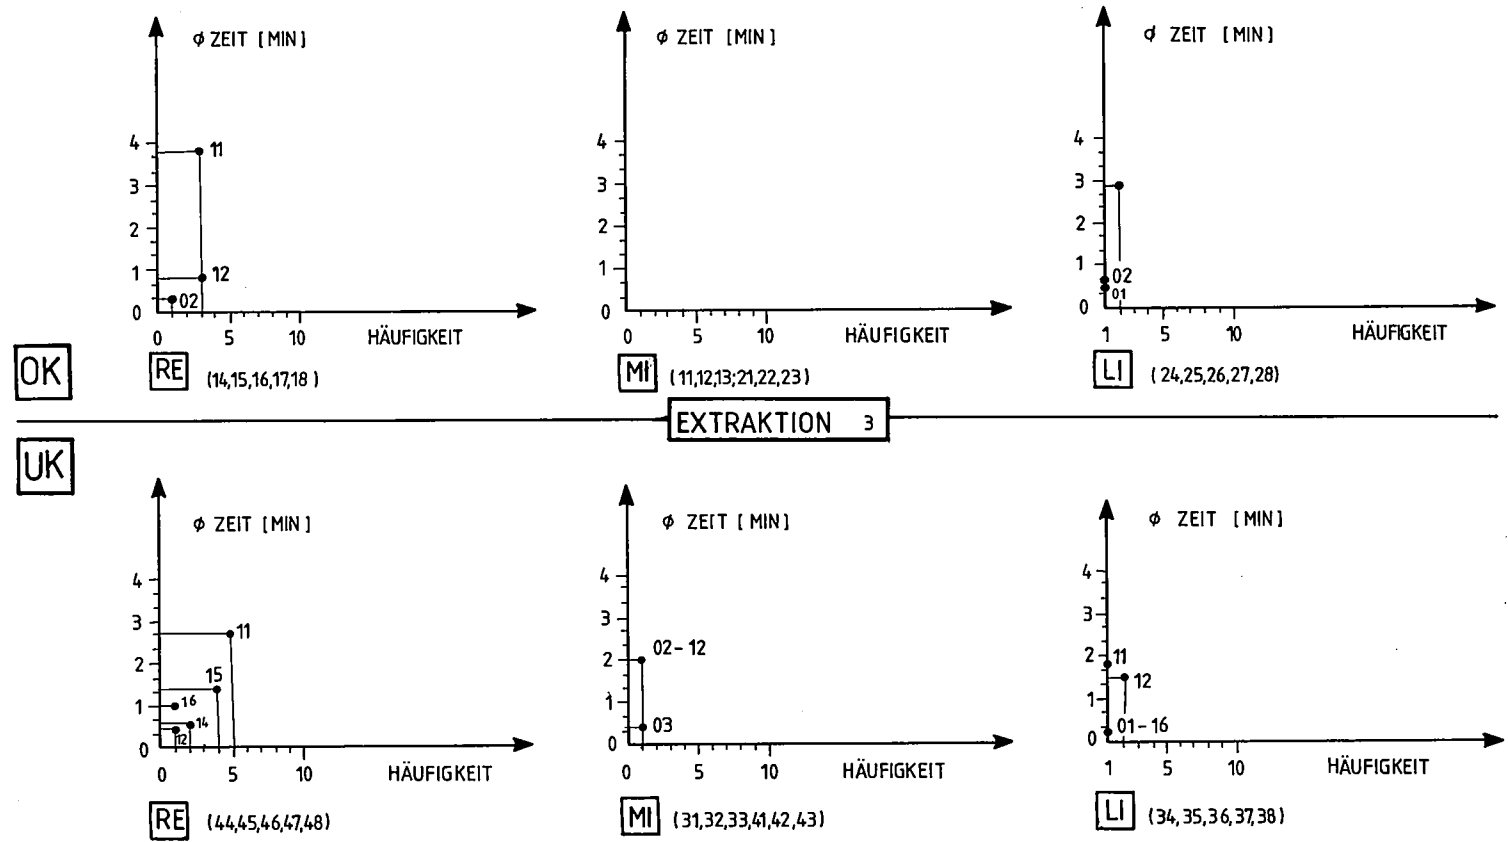 ϕ ZEIT [MIN]
4
11
3
2
1
12
02
0
0 5 10 HÄUFIGKEIT
RE (14,15,16,17,18)
ϕ ZEIT [MIN]
4
3
2
1
0
0 5 10 HÄUFIGKEIT
MI (11,12,13;21,22,23)
ϕ ZEIT [MIN]
4
3
2
1
02
01
0
1 5 10 HÄUFIGKEIT
LI (24,25,26,27,28)
OK
EXTRAKTION 3
UK
ϕ ZEIT [MIN]
4
3
11
2
15
1
16
14
12
0
0 5 10 HÄUFIGKEIT
RE (44,45,46,47,48)
ϕ ZEIT [MIN]
4
3
02-12
2
1
03
0
0 5 10 HÄUFIGKEIT
MI (31,32,33,41,42,43)
ϕ ZEIT [MIN]
4
3
2
11
12
1
01-16
0
1 5 10 HÄUFIGKEIT
LI (34,35,36,37,38)